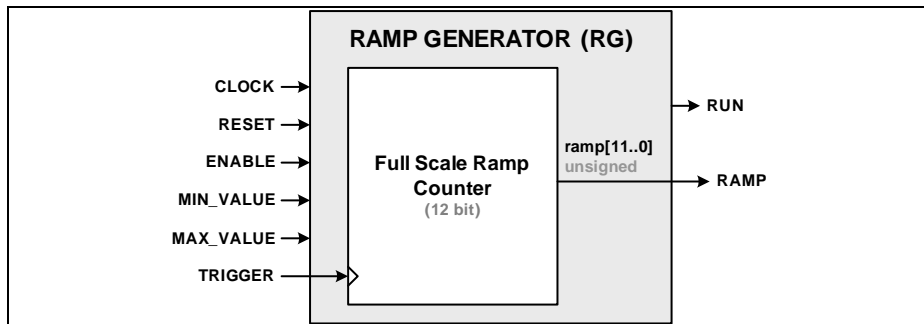 RAMP GENERATOR (RG)
CLOCK
RESET
ENABLE
MIN_VALUE
MAX_VALUE
TRIGGER
Full Scale Ramp
Counter
(12 bit)
ramp[11..0]
unsigned
RUN
RAMP